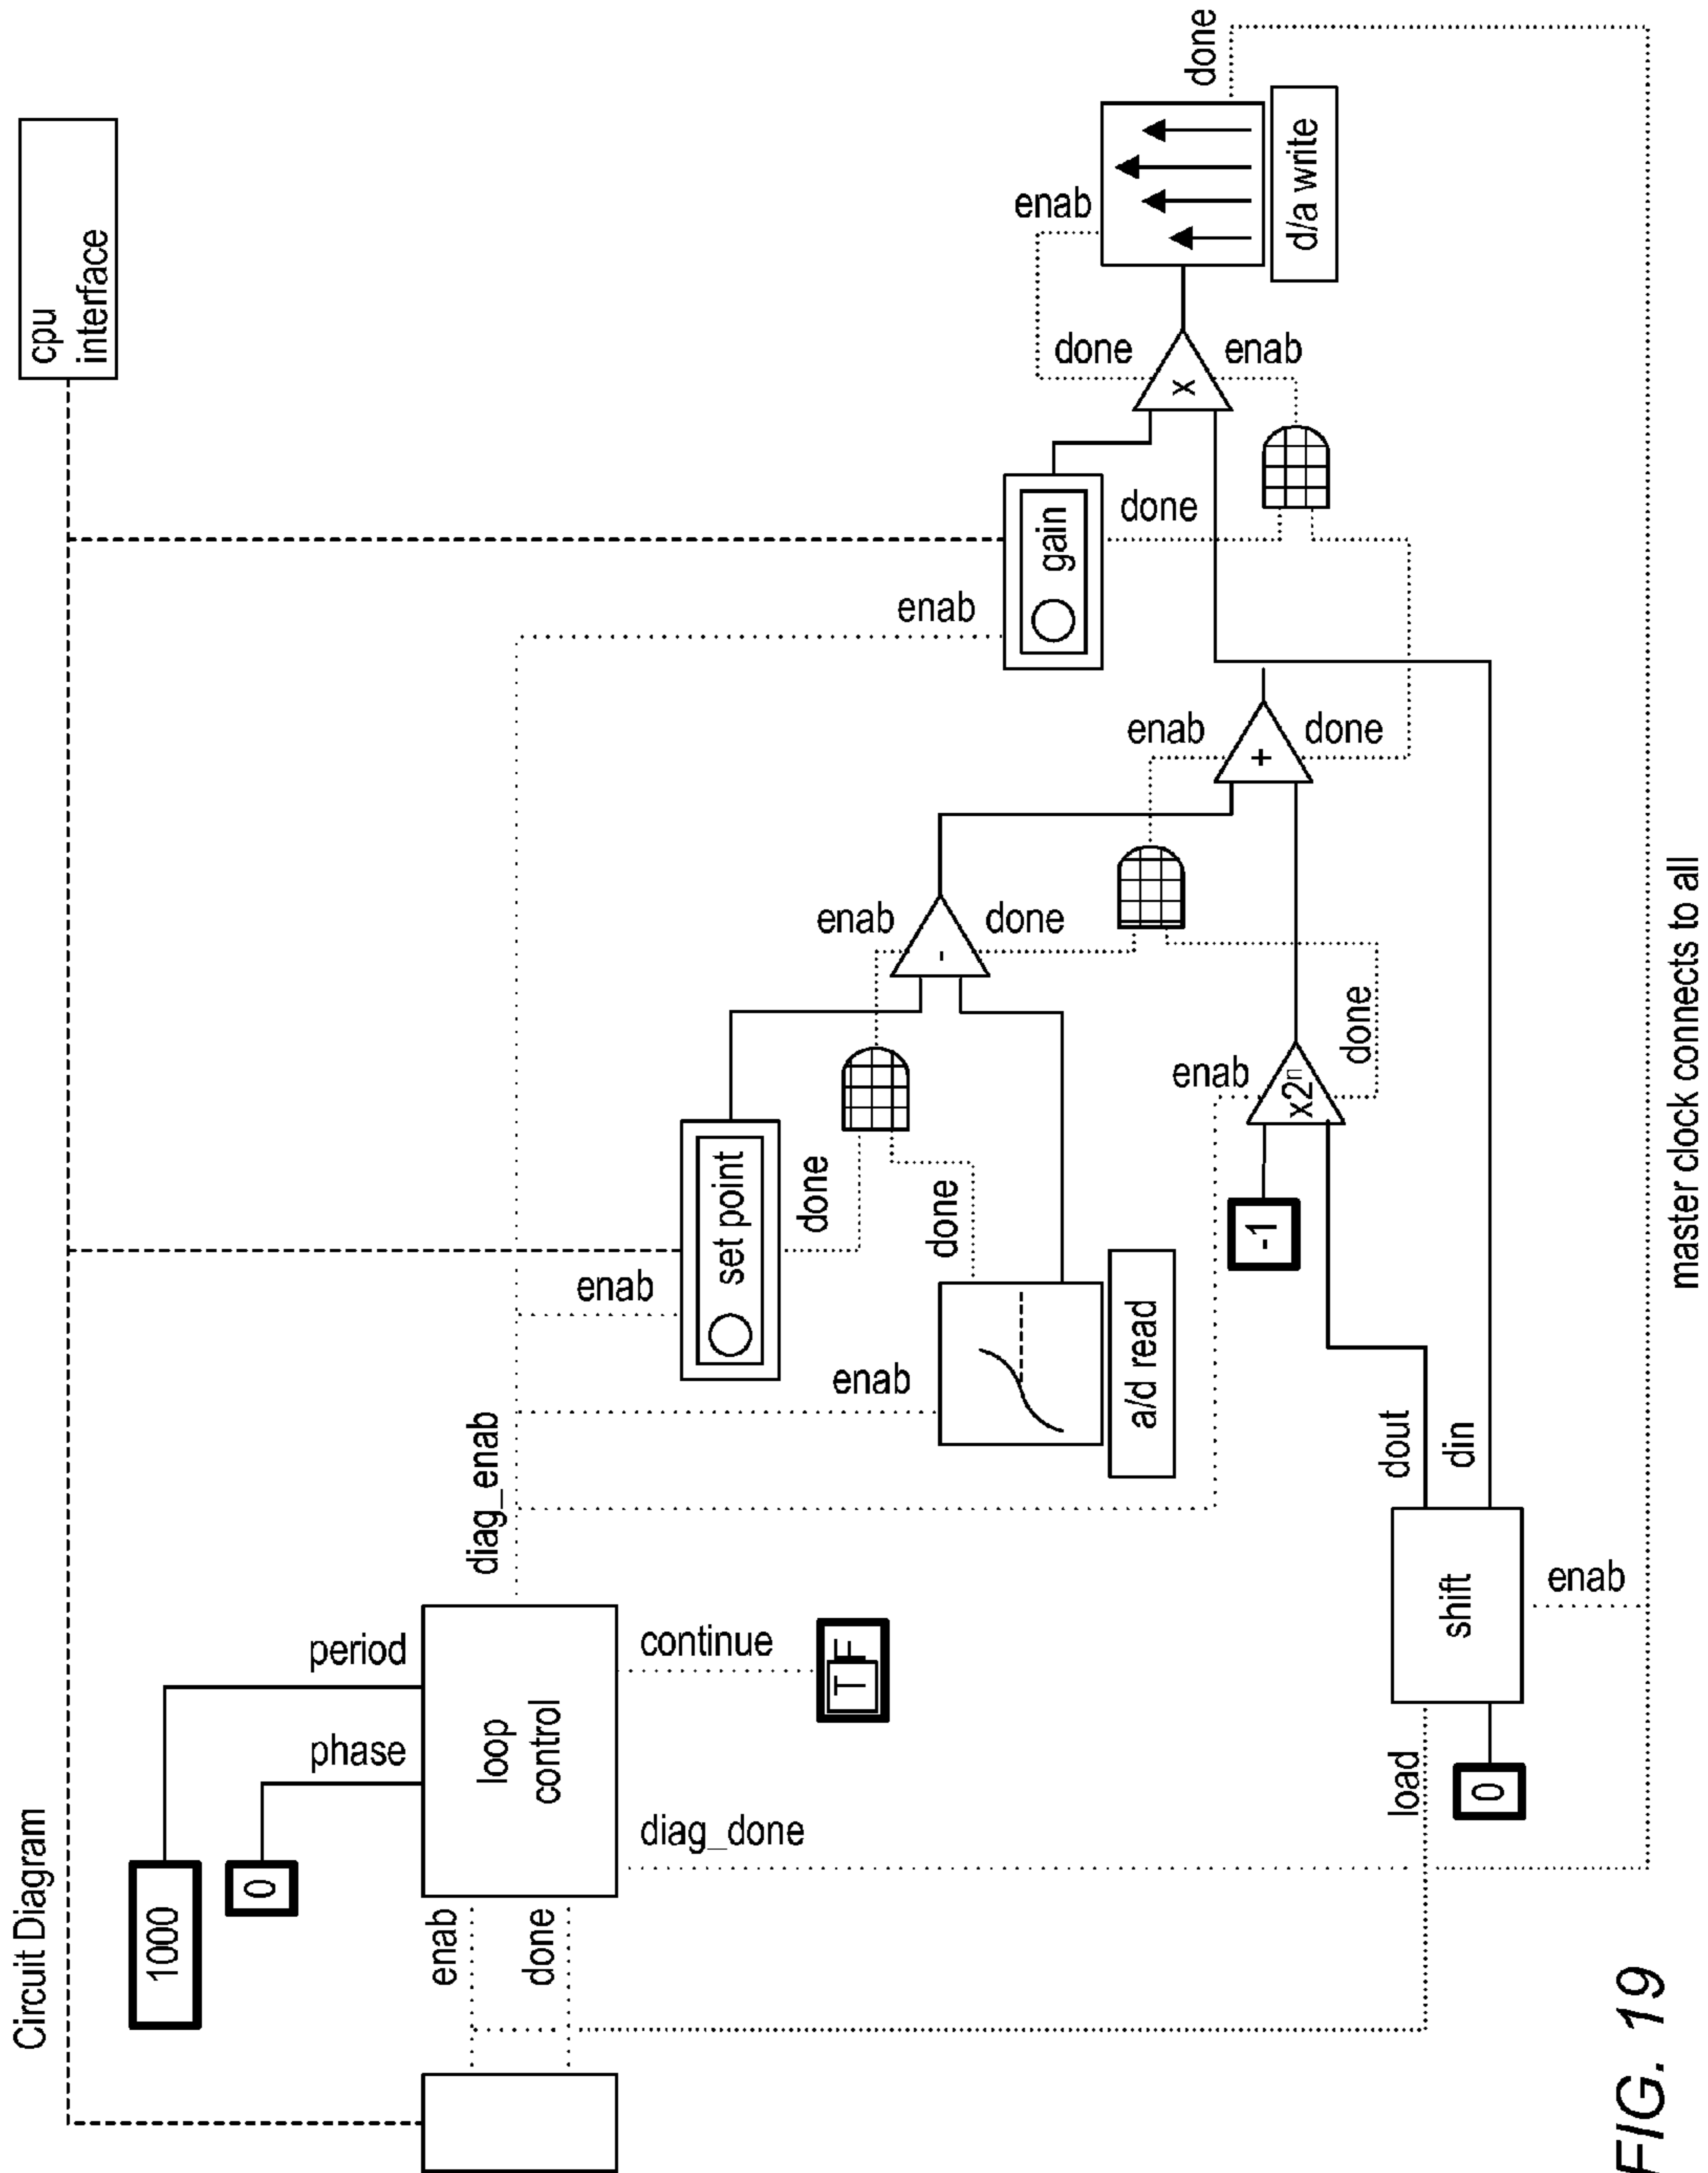 Circuit Diagram
cpu
interface
1000
0
phase
period
enab
done
loop
control
diag_enab
diag_done
continue
TF
enab
set point
done
enab
a/d read
done
enab
-
done
enab
-1
x2ⁿ
done
enab
+
done
enab
gain
done
done
x
enab
enab
d/a write
done
load
0
shift
dout
din
enab
master clock connects to all
FIG. 19